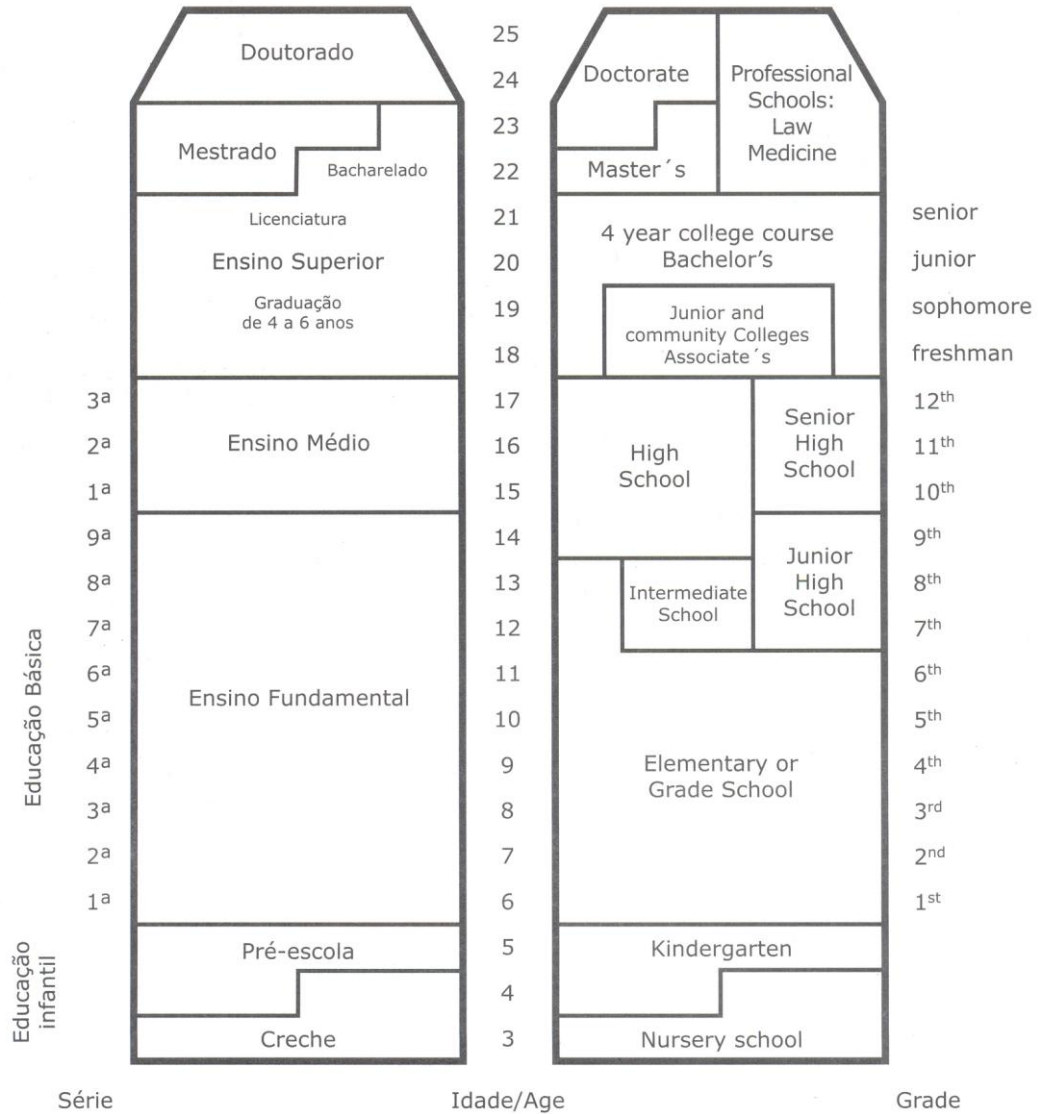 Doutorado
25
24
Doctorate
Professional
Schools:
Law
Medicine
Mestrado
Bacharelado
23
22
Master´s
Licenciatura
Ensino Superior
Graduação
de 4 a 6 anos
21
20
19
18
4 year college course
Bachelor's
Junior and
community Colleges
Associate´s
senior
junior
sophomore
freshman
3ª
2ª
1ª
Ensino Médio
17
16
15
High
School
Senior
High
School
12th
11th
10th
9ª
8ª
7ª
6ª
5ª
4ª
3ª
2ª
1ª
Educação Básica
Ensino Fundamental
14
13
12
11
10
9
8
7
6
Intermediate
School
Junior
High
School
Elementary or
Grade School
9th
8th
7th
6th
5th
4th
3rd
2nd
1st
Educação
infantil
Pré-escola
Creche
5
4
3
Kindergarten
Nursery school
Série
Idade/Age
Grade